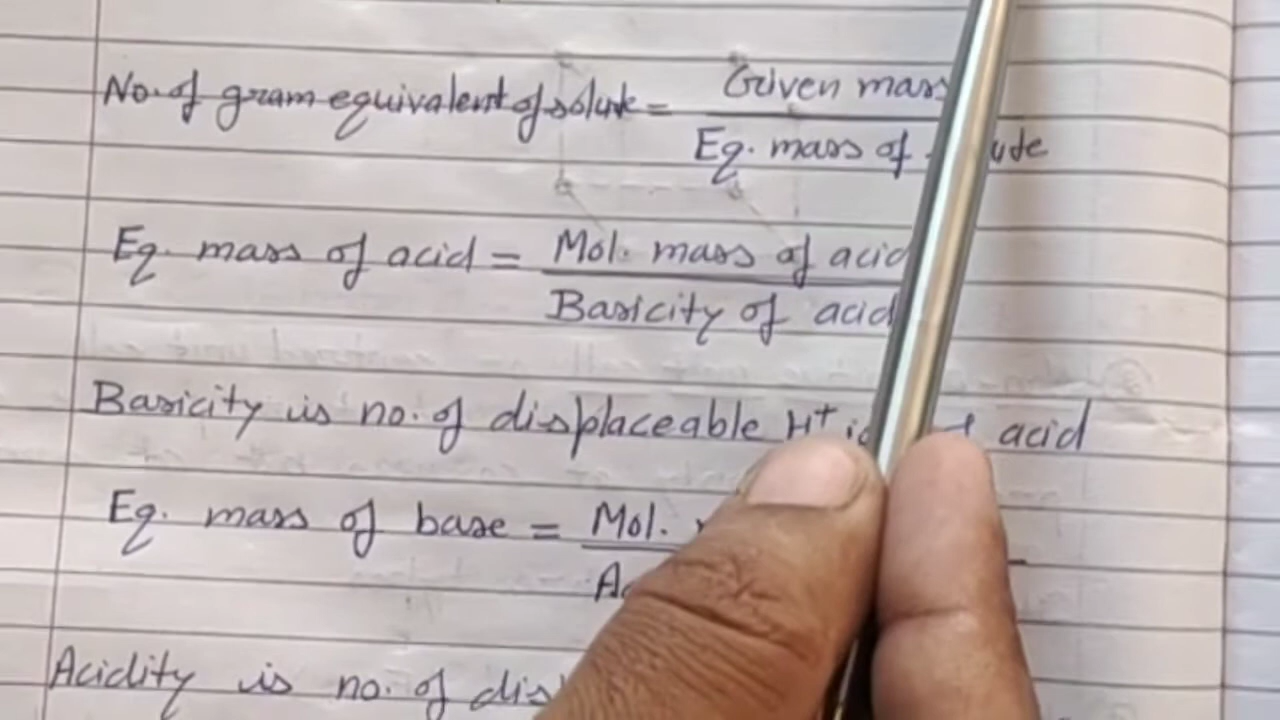 No. of gram equivalent of solute = Given mass
Eq. mass of
Eq. mass of acid = Mol. mass of acid
Basicity of acid
Basicity is no. of displaceable H+ acid
Eq. mass of base = Mol.
Acidity is no. of